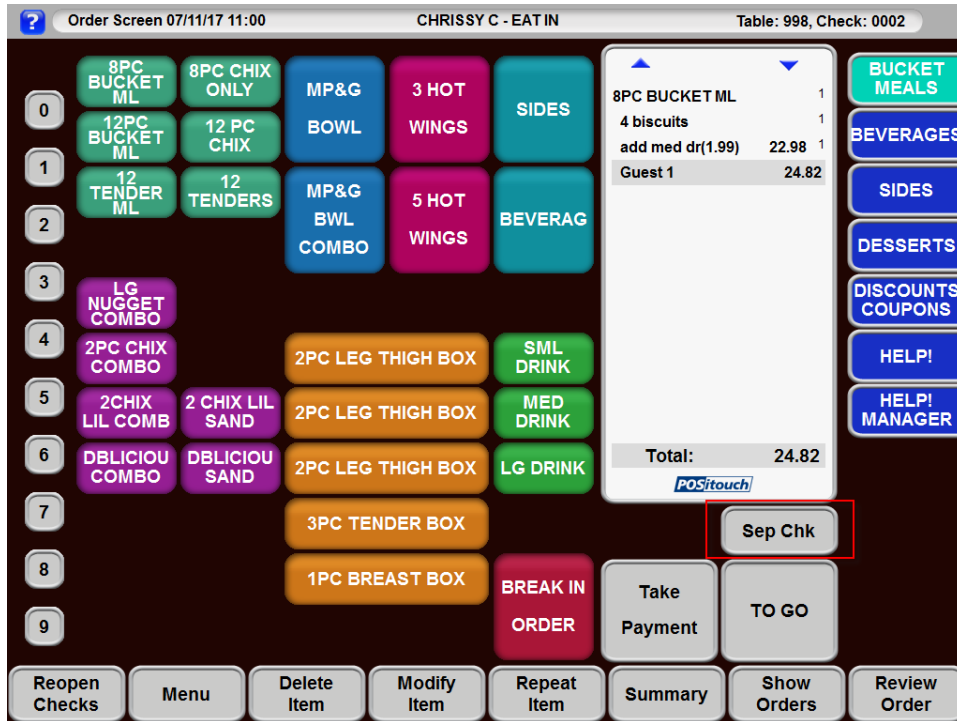 ? Order Screen 07/11/17 11:00 CHRISSY C - EAT IN Table: 998, Check: 0002
0
1
2
3
4
5
6
7
8
9
8PC
BUCKET
ML
8PC CHIX
ONLY
12PC
BUCKET
ML
12 PC
CHIX
12
TENDER
ML
12
TENDERS
MP&G
BOWL
3 HOT
WINGS
SIDES
MP&G
BWL
COMBO
5 HOT
WINGS
BEVERAG
LG
NUGGET
COMBO
2PC CHIX
COMBO
2CHIX
LIL COMB
2 CHIX LIL
SAND
DBLICIOU
COMBO
DBLICIOU
SAND
2PC LEG THIGH BOX
2PC LEG THIGH BOX
2PC LEG THIGH BOX
3PC TENDER BOX
1PC BREAST BOX
SML
DRINK
MED
DRINK
LG DRINK
BREAK IN
ORDER
8PC BUCKET ML 1
4 biscuits 1
add med dr(1.99) 22.98 1
Guest 1 24.82
Total: 24.82
POSitouch
Sep Chk
Take
Payment
TO GO
BUCKET
MEALS
BEVERAGES
SIDES
DESSERTS
DISCOUNTS
COUPONS
HELP!
HELP!
MANAGER
Reopen
Checks
Menu
Delete
Item
Modify
Item
Repeat
Item
Summary
Show
Orders
Review
Order